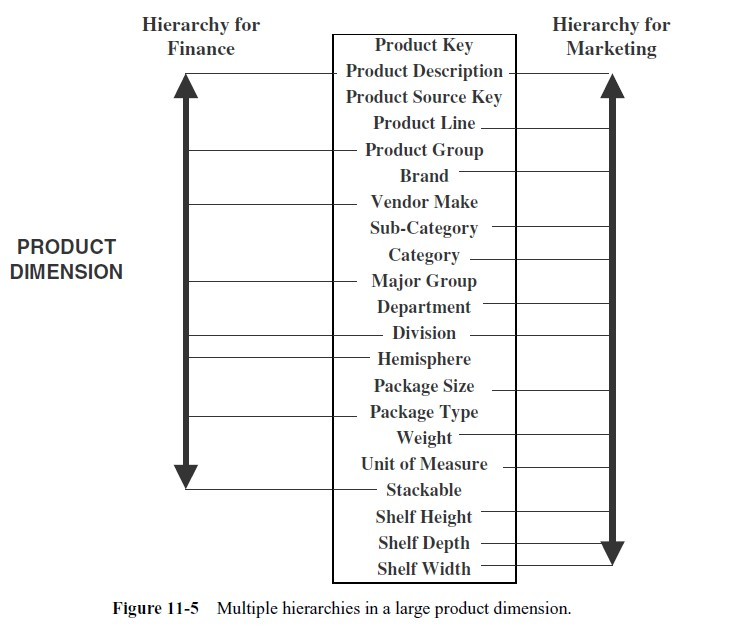 Hierarchy for
Finance
Hierarchy for
Marketing
PRODUCT
DIMENSION
Product Key
Product Description
Product Source Key
Product Line
Product Group
Brand
Vendor Make
Sub-Category
Category
Major Group
Department
Division
Hemisphere
Package Size
Package Type
Weight
Unit of Measure
Stackable
Shelf Height
Shelf Depth
Shelf Width
Figure 11-5 Multiple hierarchies in a large product dimension.